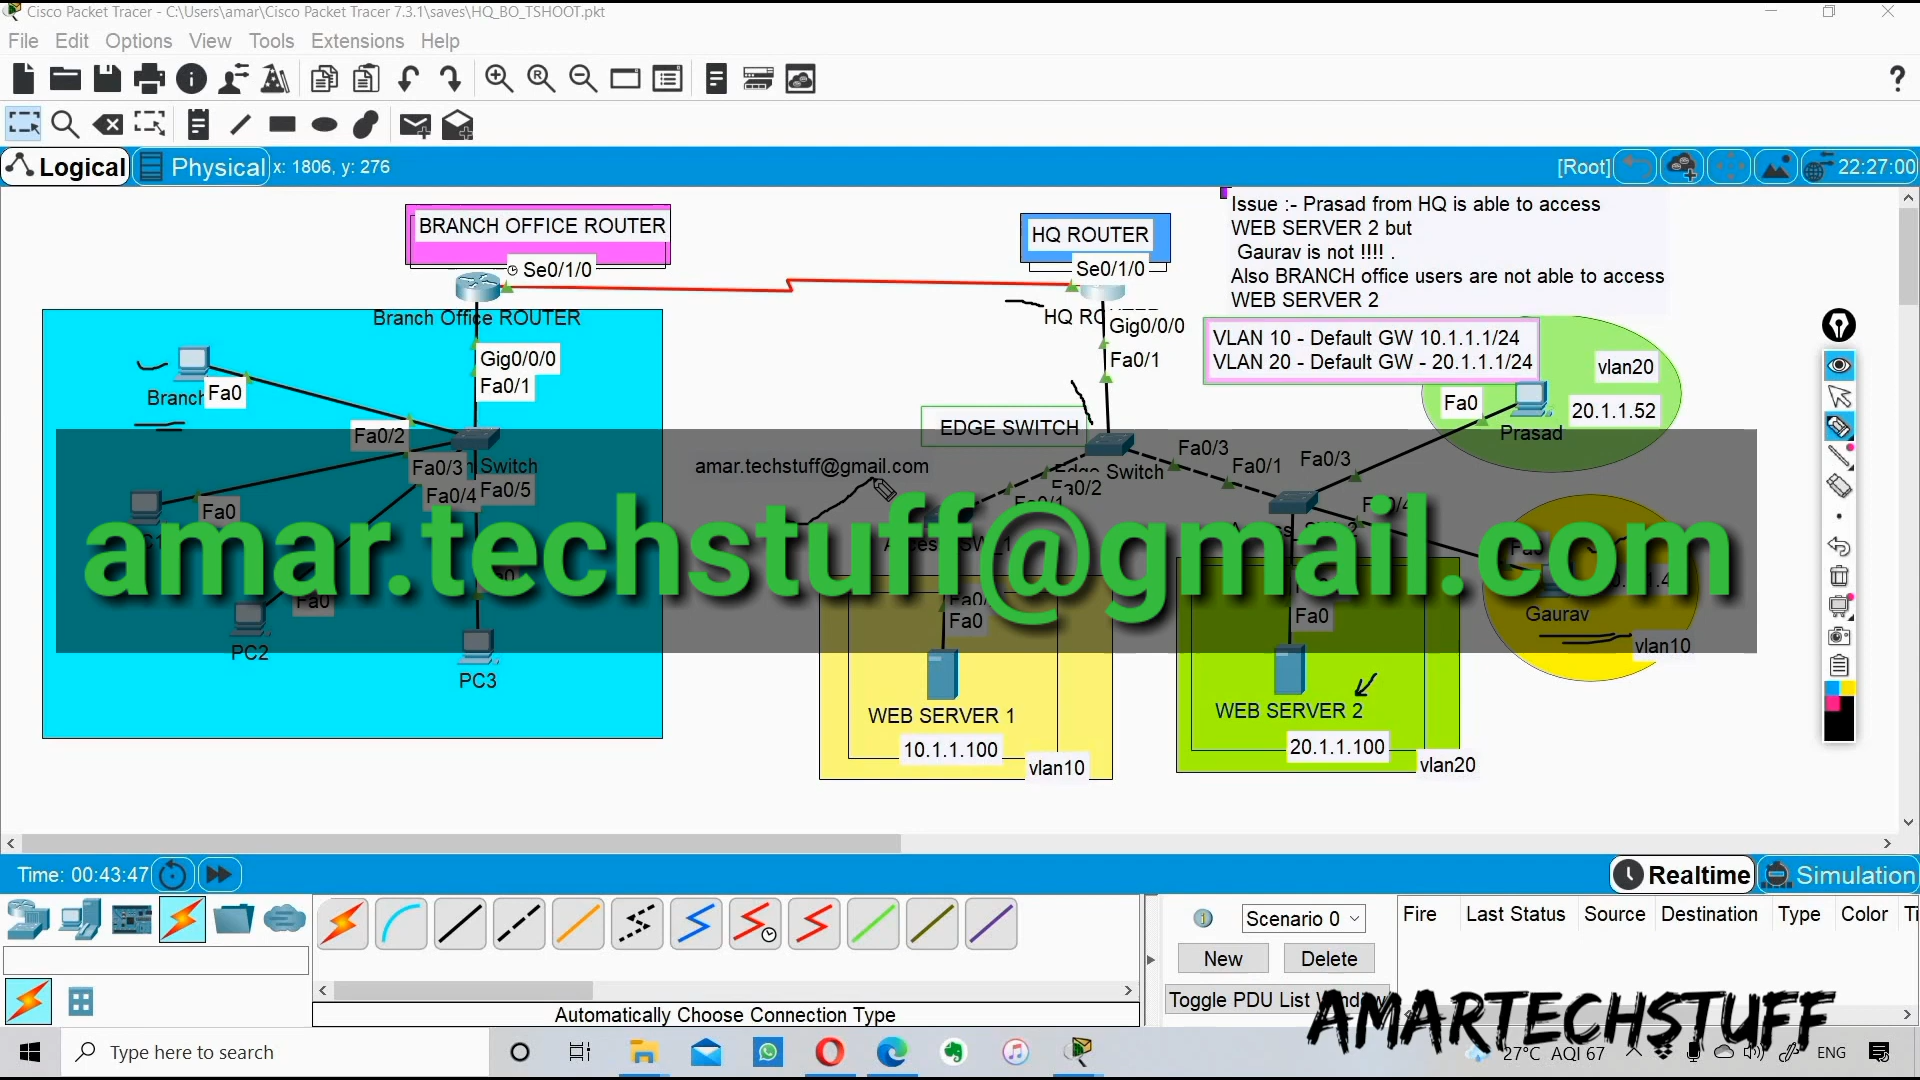 Cisco Packet Tracer - C:\Users\amar\Cisco Packet Tracer 7.3.1\saves\HQ_BO_TSHOOT.pkt
File Edit Options View Tools Extensions Help
Logical Physical x: 1806, y: 276 [Root] 22:27:00
BRANCH OFFICE ROUTER
Se0/1/0
Branch Office ROUTER
Gig0/0/0
Fa0/1
HQ ROUTER
Se0/1/0
Gig0/0/0
Fa0/1
Issue :- Prasad from HQ is able to access
WEB SERVER 2 but
Gaurav is not !!!! .
Also BRANCH office users are not able to access
WEB SERVER 2
VLAN 10 - Default GW 10.1.1.1/24
VLAN 20 - Default GW - 20.1.1.1/24
vlan20
Fa0
20.1.1.52
Prasad
Branch
Fa0
Fa0/2
Fa0/3
Switch
Fa0/4
Fa0/5
Fa0
Fa0
PC2
PC3
EDGE SWITCH
amar.techstuff@gmail.com
Edge Switch
Fa0/2
Fa0/3
Fa0/1
Fa0/3
amar.techstuff@gmail.com
Fa0
Fa0
Gaurav
vlan10
WEB SERVER 1
10.1.1.100
vlan10
WEB SERVER 2
20.1.1.100
vlan20
Time: 00:43:47
Realtime Simulation
Scenario 0
New Delete
Toggle PDU List Window
Fire Last Status Source Destination Type Color
Automatically Choose Connection Type
AMARTECHSTUFF
Type here to search
27°C AQI 67 ENG